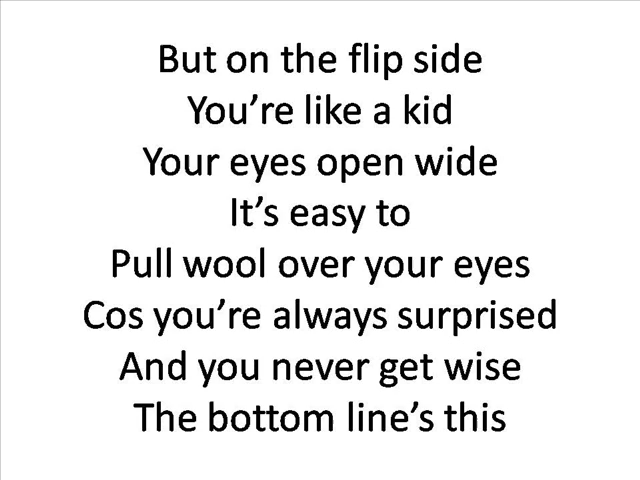 But on the flip side
You’re like a kid
Your eyes open wide
It’s easy to
Pull wool over your eyes
Cos you’re always surprised
And you never get wise
The bottom line’s this